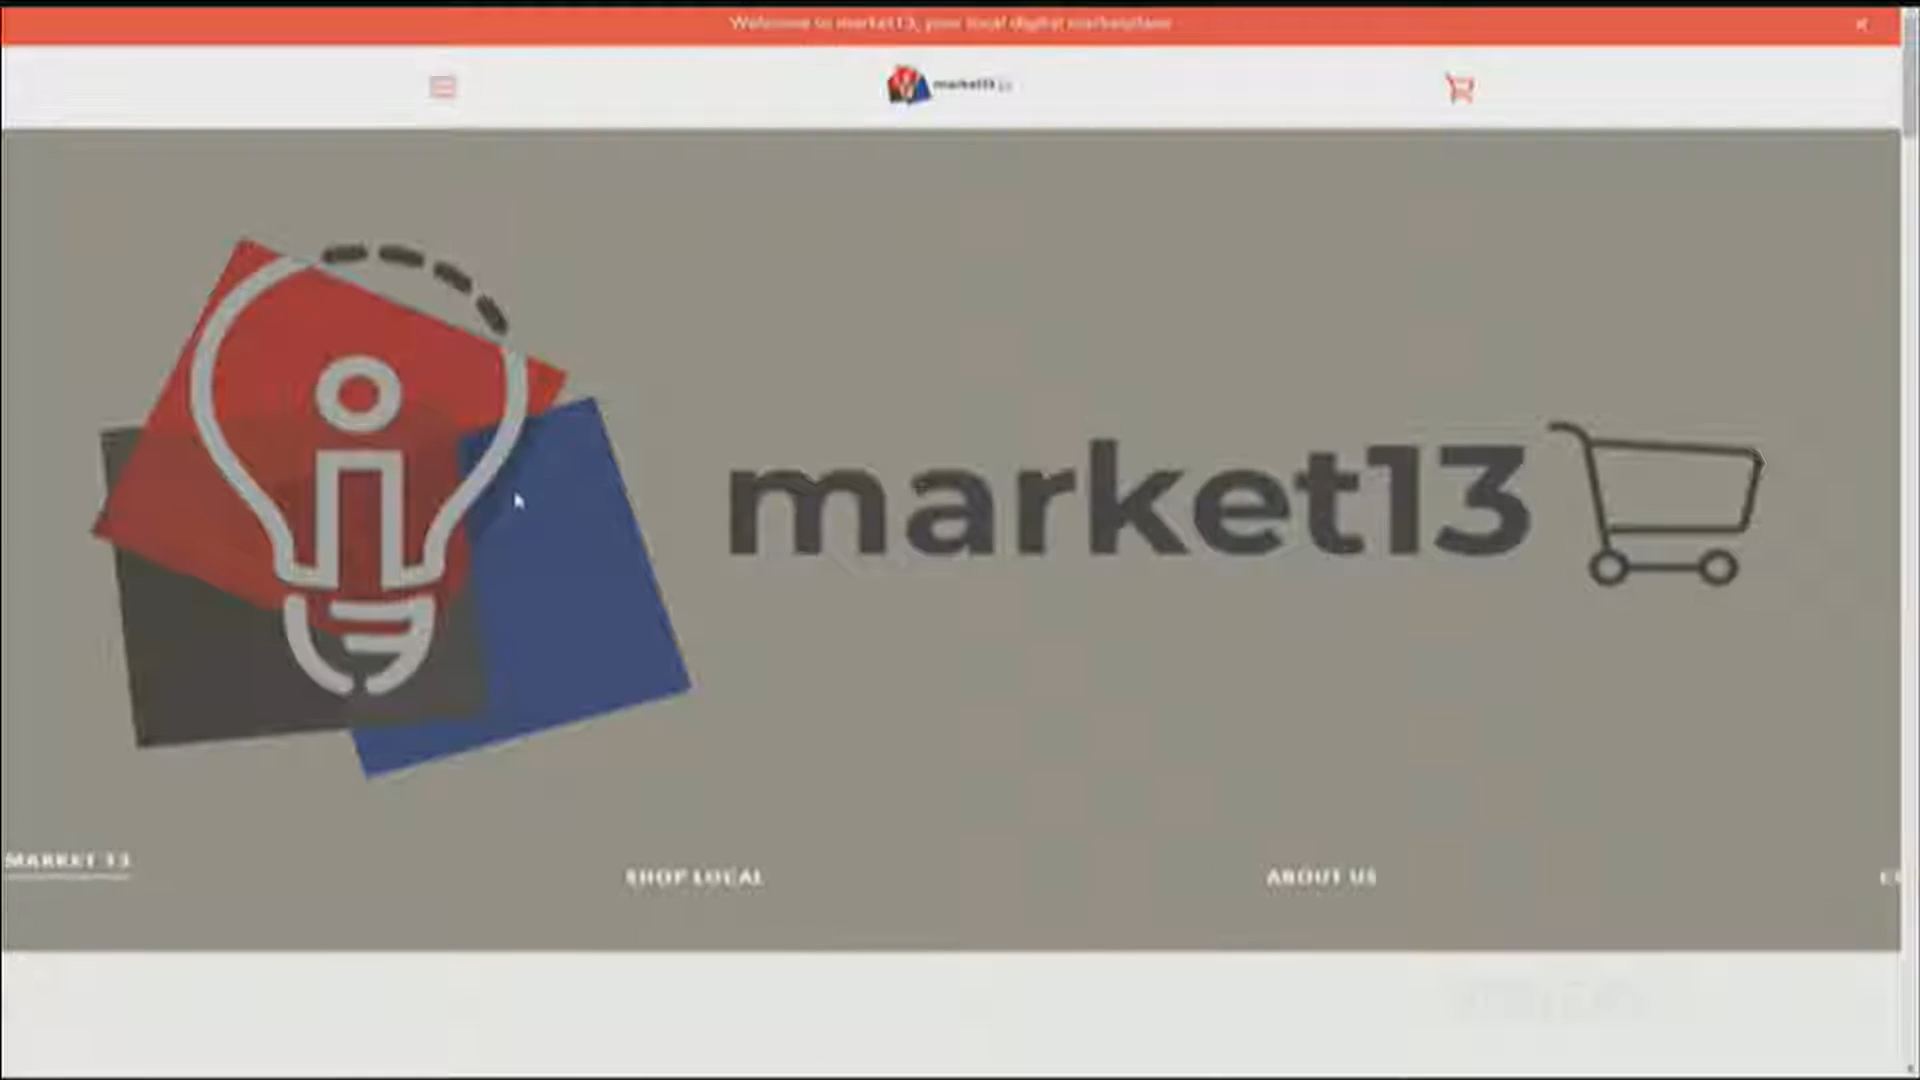 Welcome to market13, your local digital marketplace
market13
market13
MARKET 13
SHOP LOCAL
ABOUT US